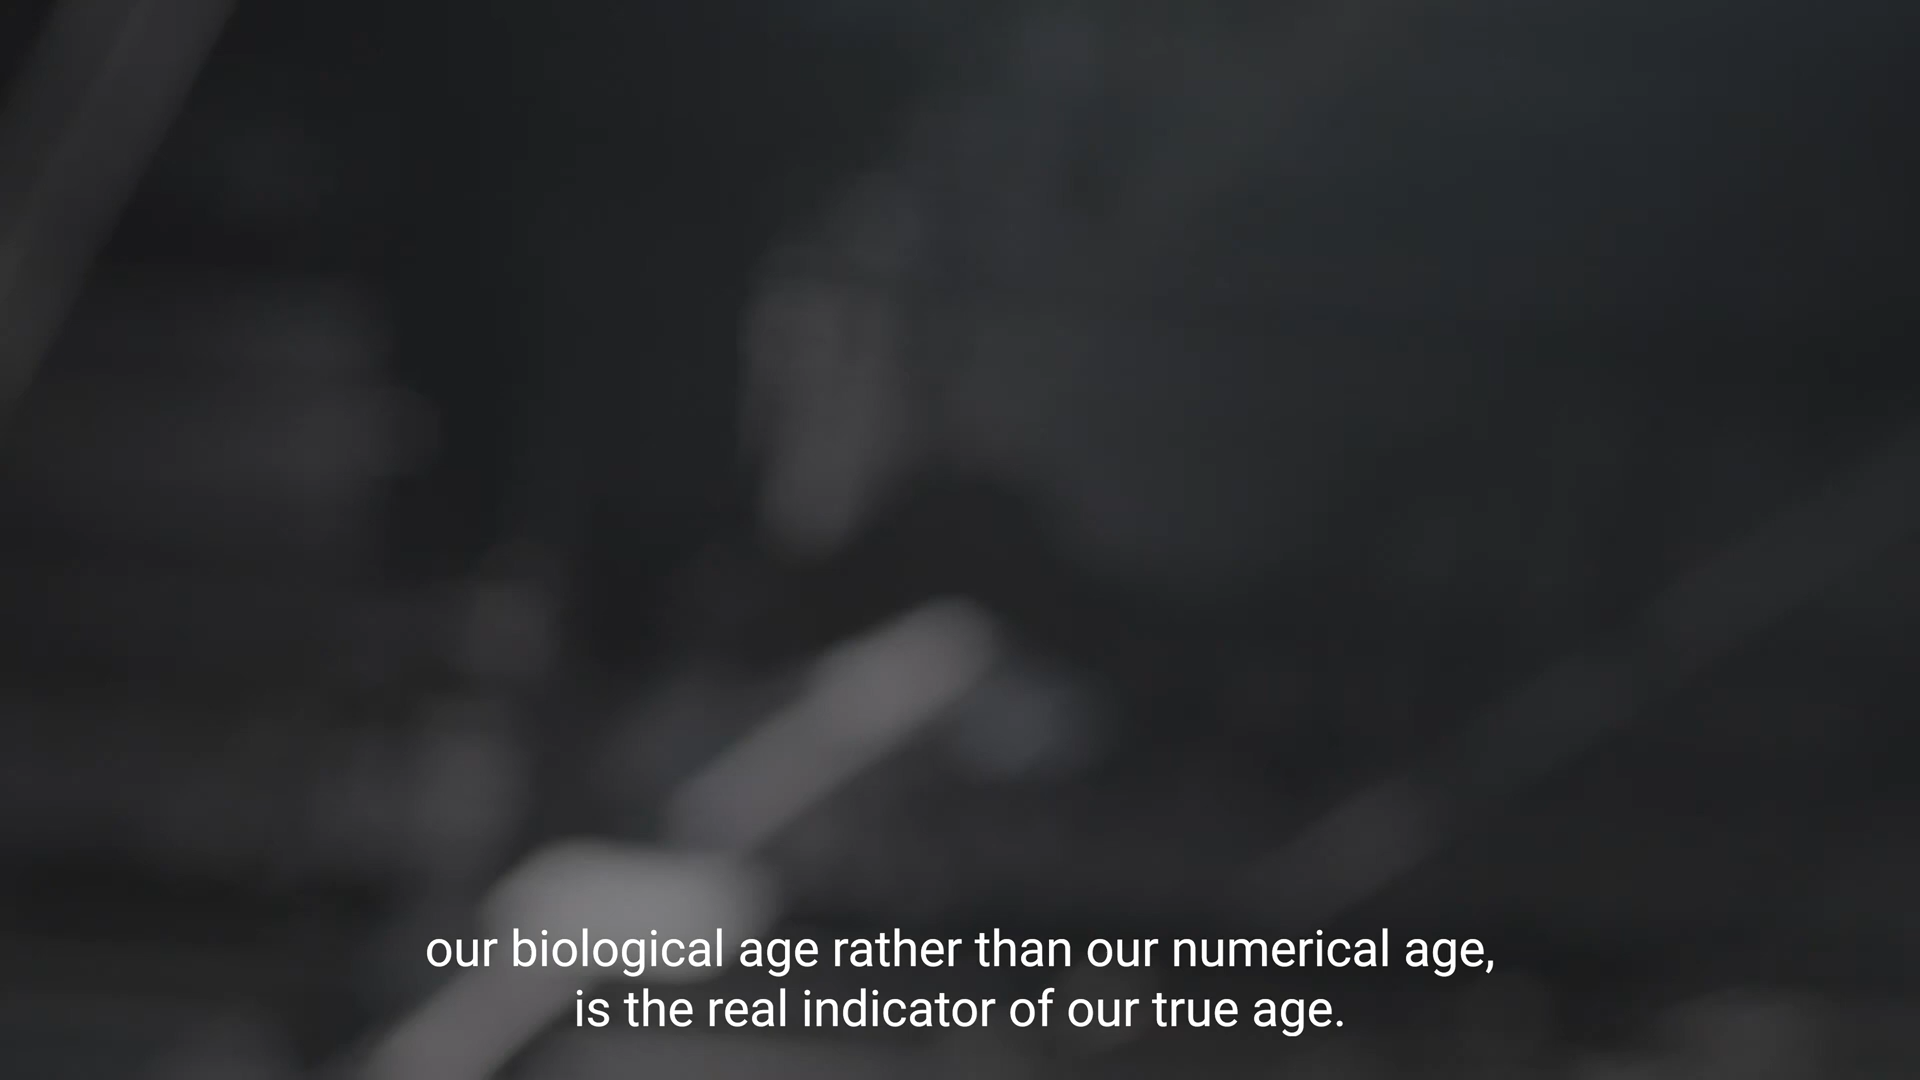 our biological age rather than our numerical age,
is the real indicator of our true age.